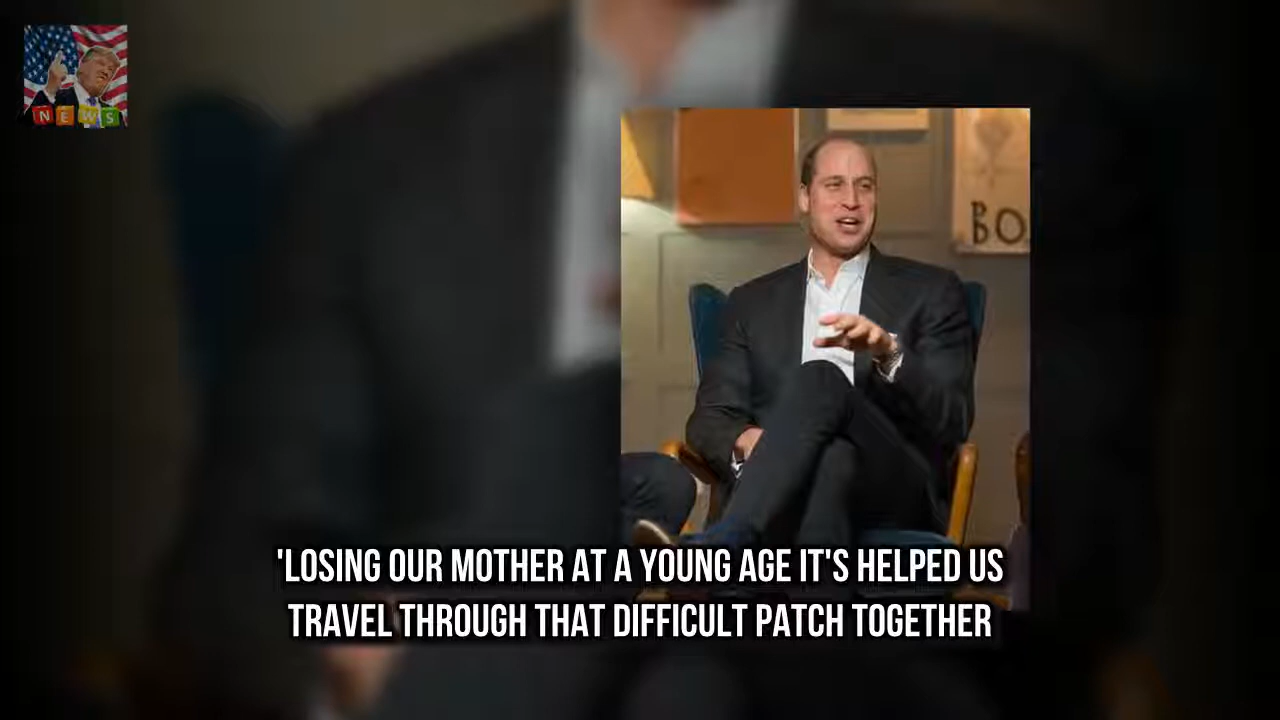 NEWS
BO
'LOSING OUR MOTHER AT A YOUNG AGE IT'S HELPED US
TRAVEL THROUGH THAT DIFFICULT PATCH TOGETHER